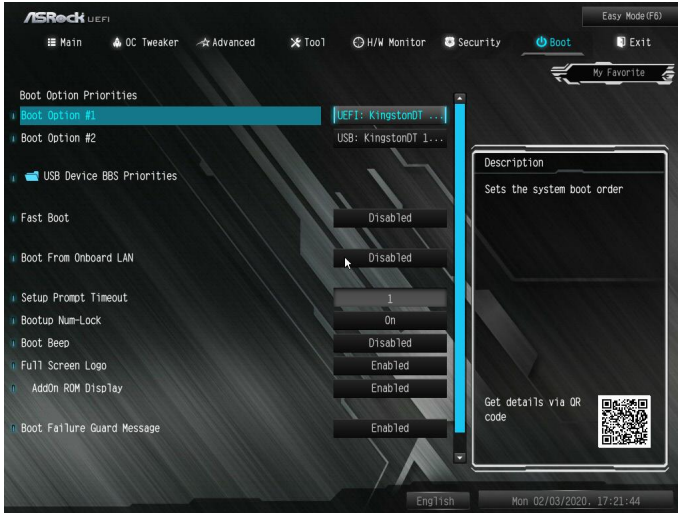 ASRock UEFI
Easy Mode(F6)
Main OC Tweaker Advanced Tool H/W Monitor Security Boot Exit
My Favorite
Boot Option Priorities
Boot Option #1 UEFI: KingstonDT ...
Boot Option #2 USB: KingstonDT 1...
USB Device BBS Priorities
Fast Boot Disabled
Boot From Onboard LAN Disabled
Setup Prompt Timeout 1
Bootup Num-Lock On
Boot Beep Disabled
Full Screen Logo Enabled
AddOn ROM Display Enabled
Boot Failure Guard Message Enabled
Description
Sets the system boot order
Get details via QR
code
English
Mon 02/03/2020. 17:21:44